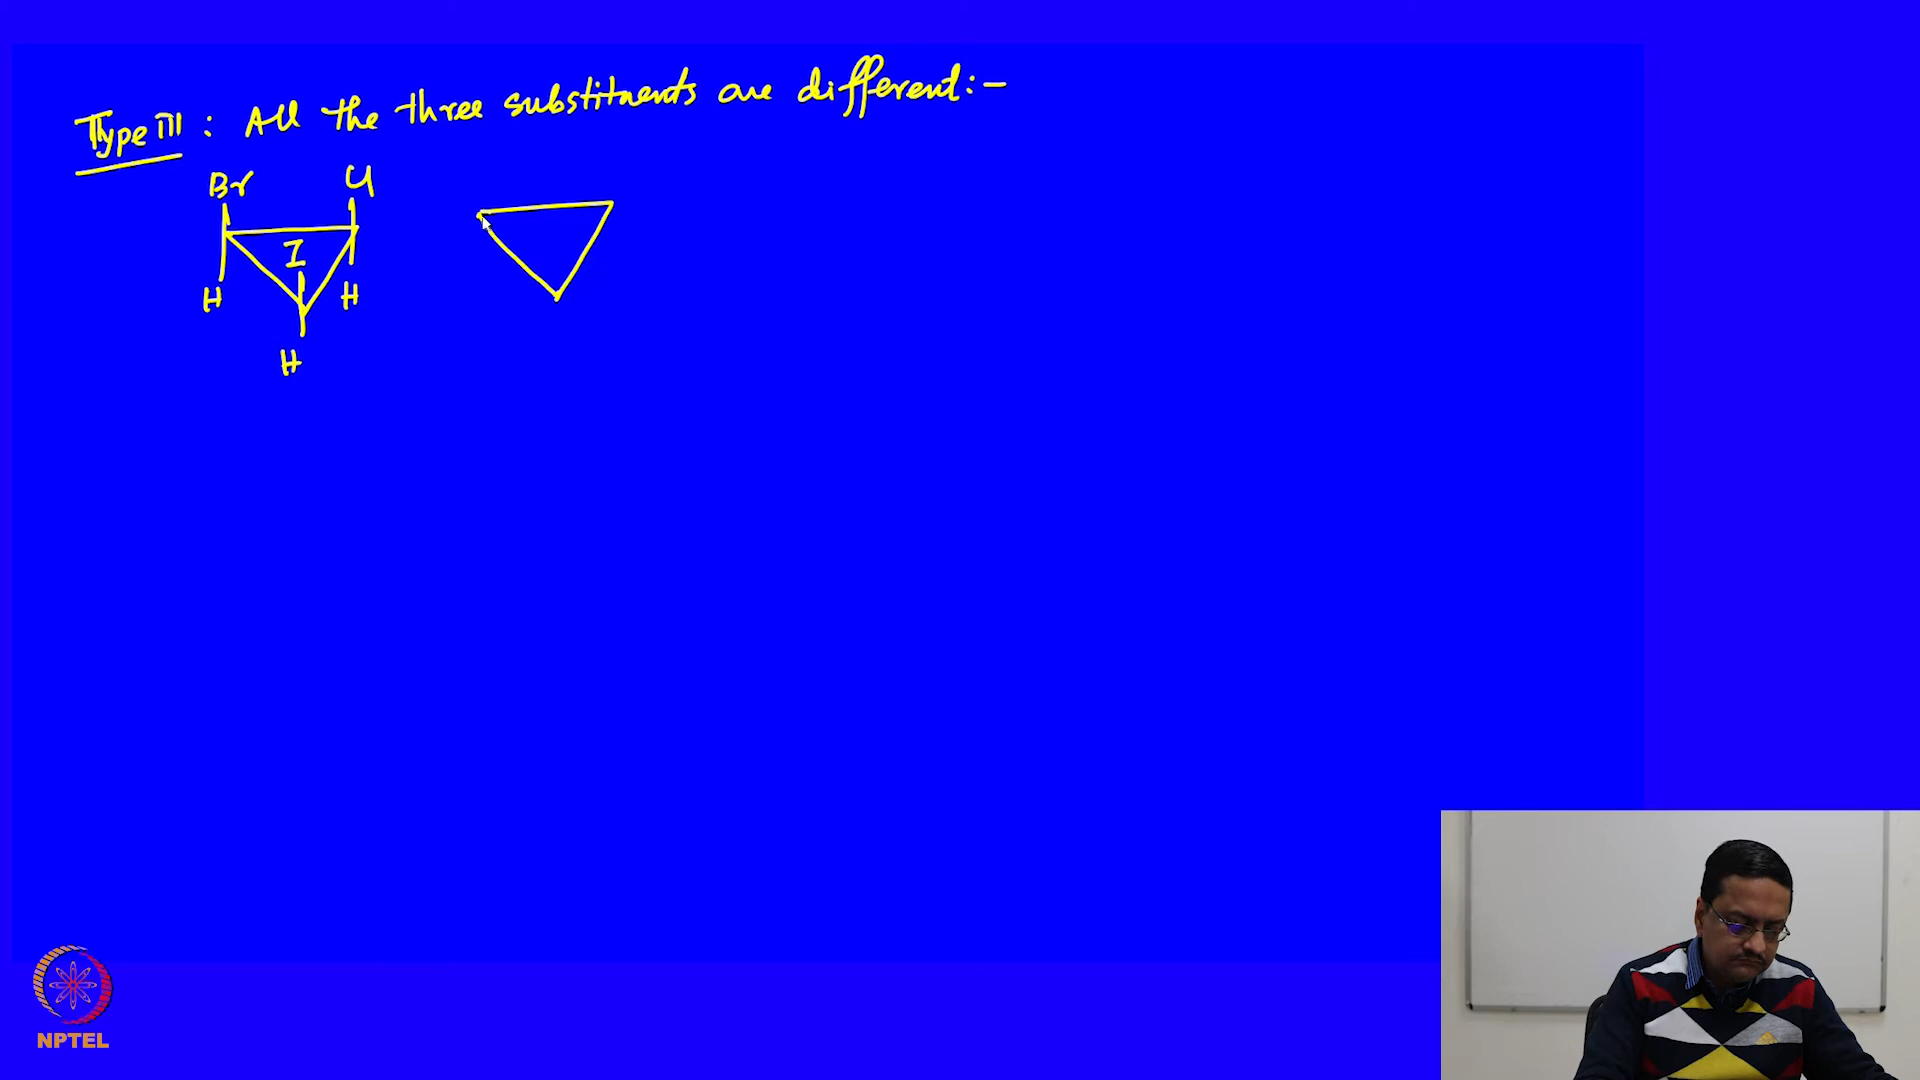 Type III : All the three substituents are different:-
Br Cl
I
H H
H
NPTEL